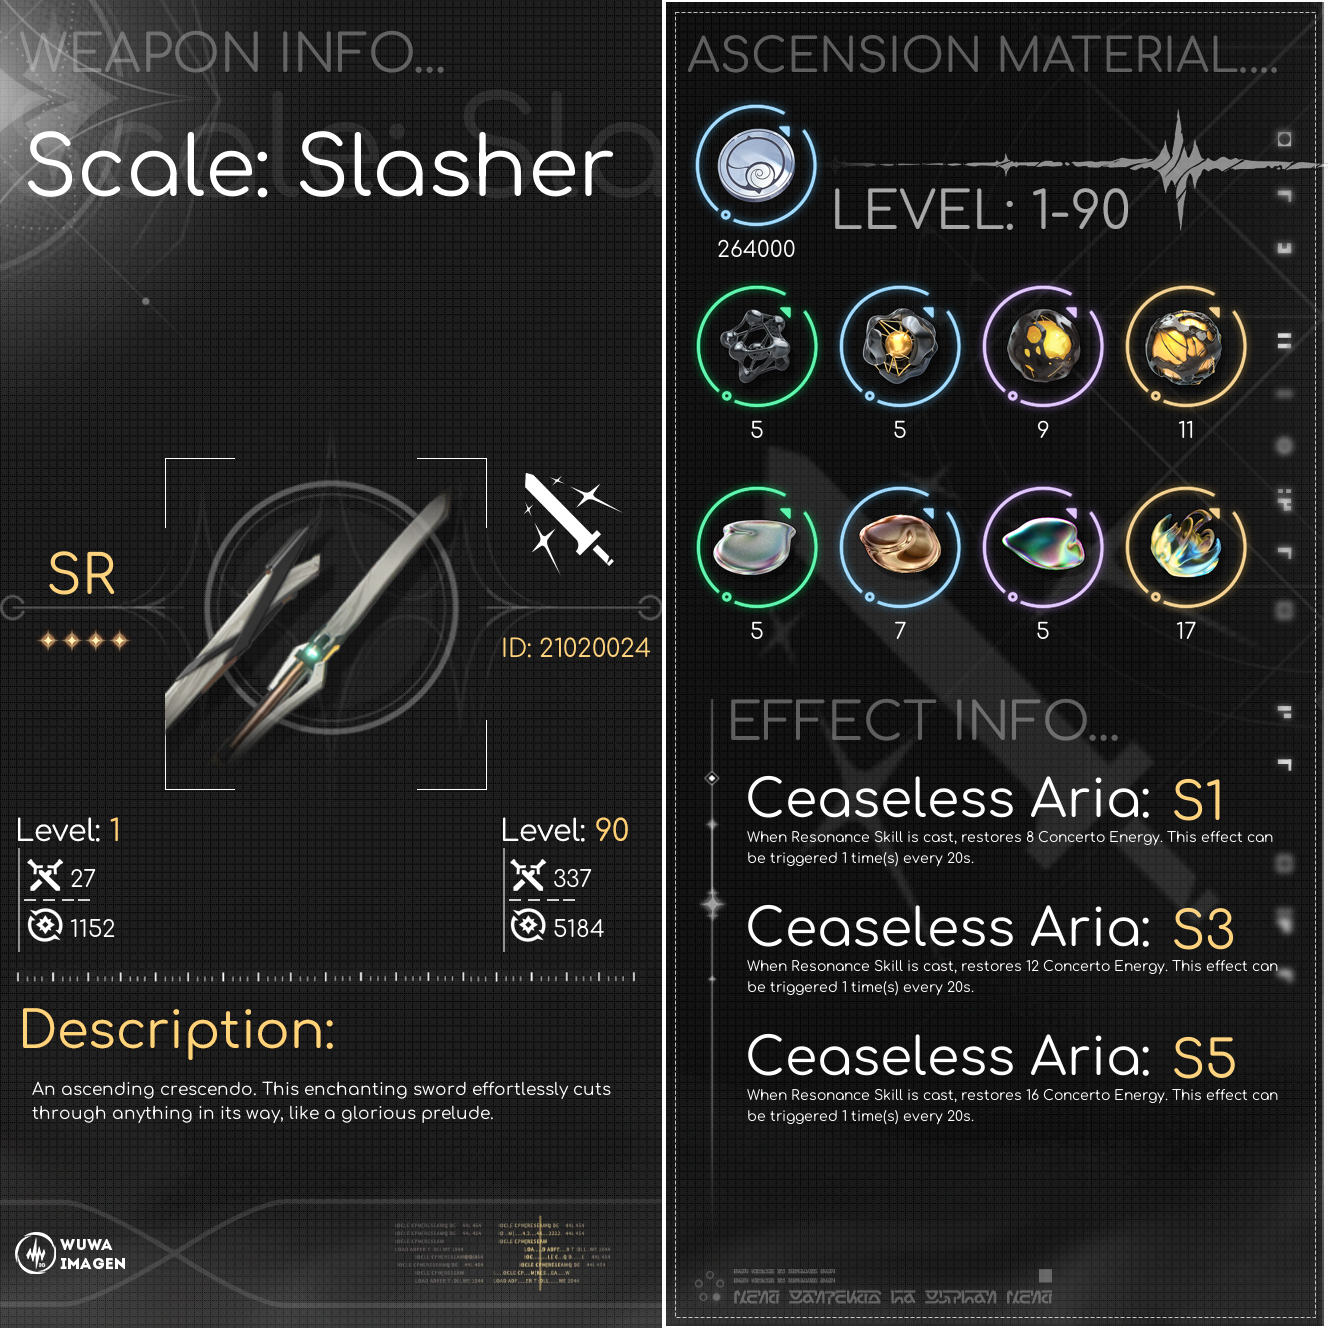 WEAPON INFO...
Scale: Slasher
SR
ID: 21020024
Level: 1
27
1152
Level: 90
337
5184
Description:
An ascending crescendo. This enchanting sword effortlessly cuts
through anything in its way, like a glorious prelude.
WUWA
IMAGEN
ASCENSION MATERIAL....
LEVEL: 1-90
264000
5 5 9 11
5 7 5 17
EFFECT INFO...
Ceaseless Aria: S1
When Resonance Skill is cast, restores 8 Concerto Energy. This effect can
be triggered 1 time(s) every 20s.
Ceaseless Aria: S3
When Resonance Skill is cast, restores 12 Concerto Energy. This effect can
be triggered 1 time(s) every 20s.
Ceaseless Aria: S5
When Resonance Skill is cast, restores 16 Concerto Energy. This effect can
be triggered 1 time(s) every 20s.